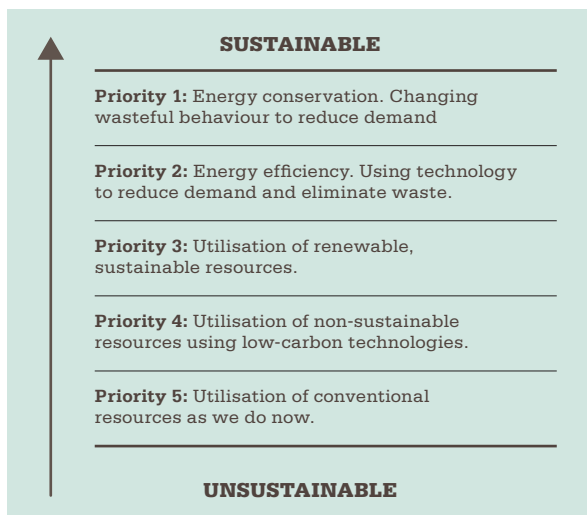 SUSTAINABLE
Priority 1: Energy conservation. Changing
wasteful behaviour to reduce demand
Priority 2: Energy efficiency. Using technology
to reduce demand and eliminate waste.
Priority 3: Utilisation of renewable,
sustainable resources.
Priority 4: Utilisation of non-sustainable
resources using low-carbon technologies.
Priority 5: Utilisation of conventional
resources as we do now.
UNSUSTAINABLE